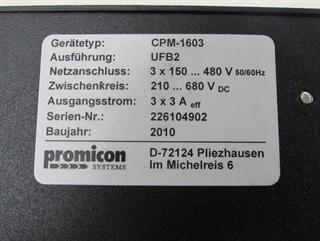 Gerätetyp: CPM-1603
Ausführung: UFB2
Netzanschluss: 3 x 150 ... 480 V 50/60Hz
Zwischenkreis: 210 ... 680 V DC
Ausgangsstrom: 3 x 3 A eff
Serien-Nr.: 226104902
Baujahr: 2010
promicon SYSTEMS
D-72124 Pliezhausen
Im Michelreis 6